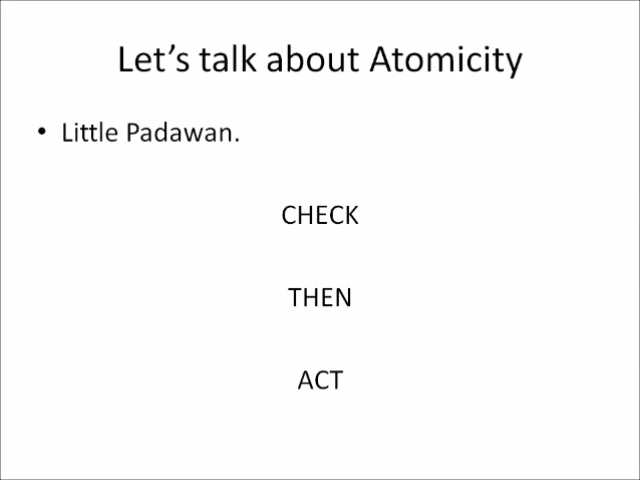 Let's talk about Atomicity
• Little Padawan.
CHECK
THEN
ACT